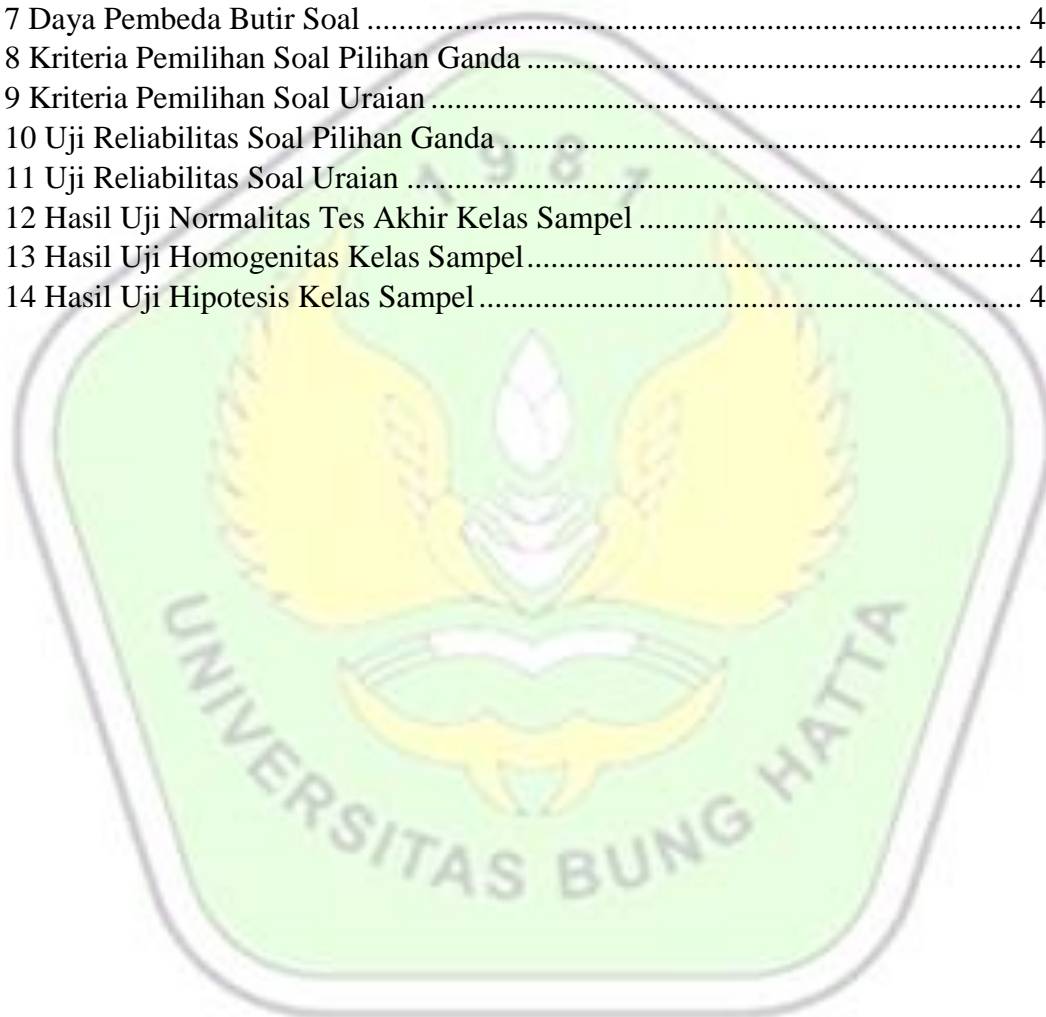 7 Daya Pembeda Butir Soal ........................................................................................ 4
8 Kriteria Pemilihan Soal Pilihan Ganda .................................................................. 4
9 Kriteria Pemilihan Soal Uraian ............................................................................... 4
10 Uji Reliabilitas Soal Pilihan Ganda ...................................................................... 4
11 Uji Reliabilitas Soal Uraian .................................................................................. 4
12 Hasil Uji Normalitas Tes Akhir Kelas Sampel .................................................... 4
13 Hasil Uji Homogenitas Kelas Sampel ................................................................... 4
14 Hasil Uji Hipotesis Kelas Sampel ......................................................................... 4
1981
UNIVERSITAS BUNG HATTA